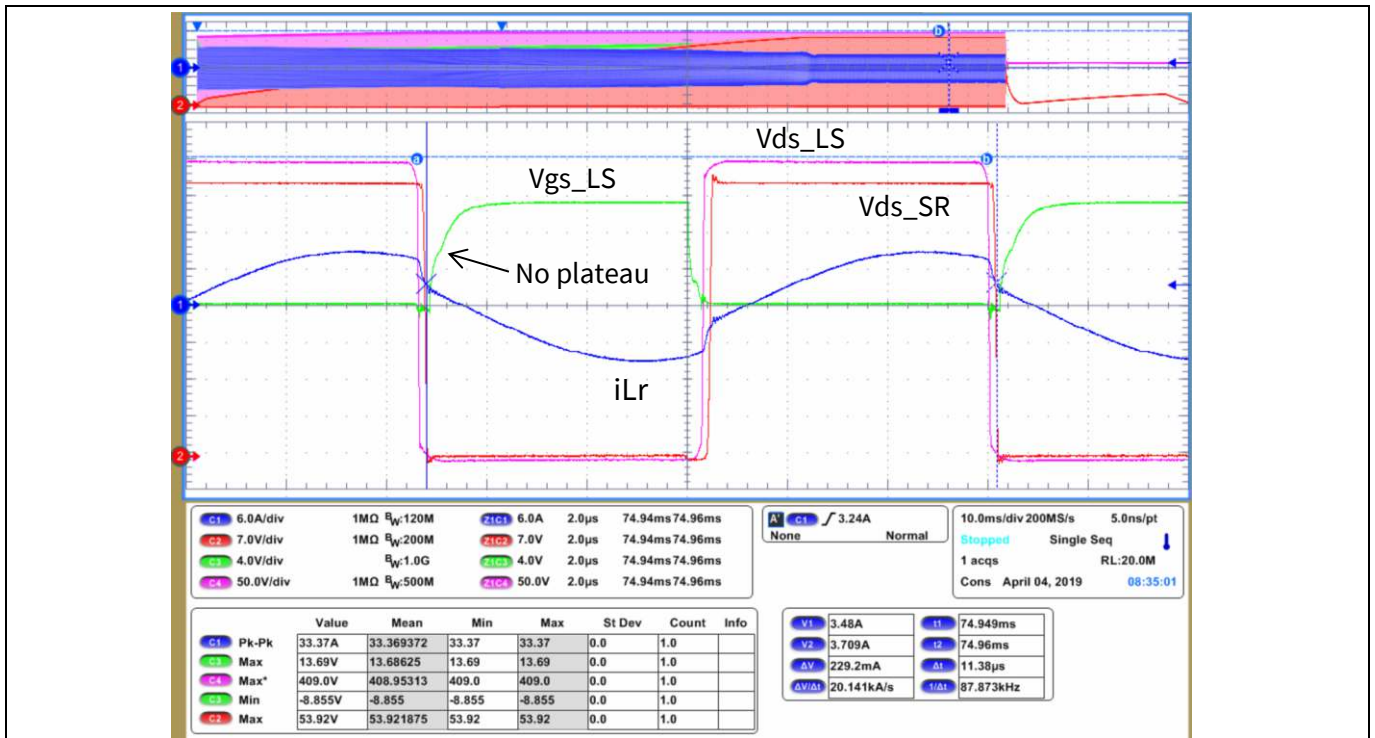 b
1
2
Vds_LS
a
b
Vgs_LS
Vds_SR
No plateau
1
iLr
2
C1 6.0A/div 1MΩ BW:120M Z1C1 6.0A 2.0µs 74.94ms 74.96ms
C2 7.0V/div 1MΩ BW:200M Z1C2 7.0V 2.0µs 74.94ms 74.96ms
C3 4.0V/div BW:1.0G Z1C3 4.0V 2.0µs 74.94ms 74.96ms
C4 50.0V/div 1MΩ BW:500M Z1C4 50.0V 2.0µs 74.94ms 74.96ms
A' C1 3.24A
None Normal
10.0ms/div 200MS/s 5.0ns/pt
Stopped Single Seq
1 acqs RL:20.0M
Cons April 04, 2019 08:35:01
Value Mean Min Max St Dev Count Info
C1 Pk-Pk 33.37A 33.369372 33.37 33.37 0.0 1.0
C3 Max 13.69V 13.68625 13.69 13.69 0.0 1.0
C4 Max* 409.0V 408.95313 409.0 409.0 0.0 1.0
C3 Min -8.855V -8.855 -8.855 -8.855 0.0 1.0
C2 Max 53.92V 53.921875 53.92 53.92 0.0 1.0
V1 3.48A t1 74.949ms
V2 3.709A t2 74.96ms
ΔV 229.2mA Δt 11.38µs
ΔV/Δt 20.141kA/s 1/Δt 87.873kHz